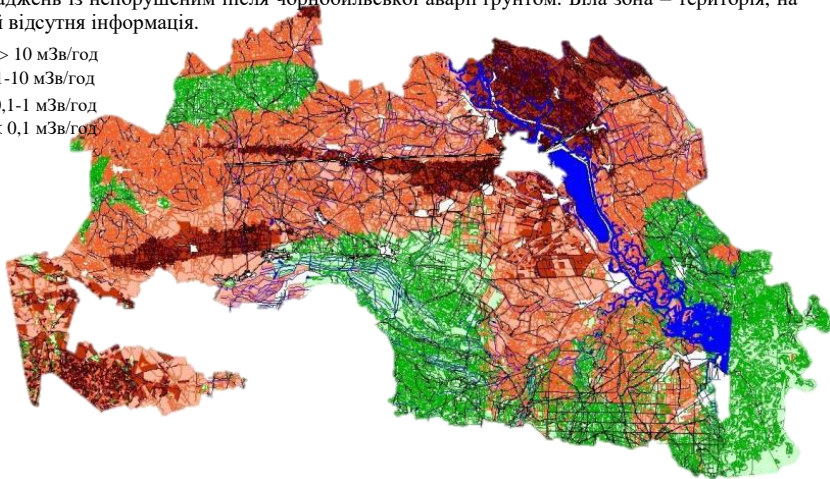 із непорушеним після чорнобильської аварії ґрунтом. Біла зона – територія, на
відсутня інформація.
> 10 мЗв/год
1-10 мЗв/год
0,1-1 мЗв/год
< 0,1 мЗв/год